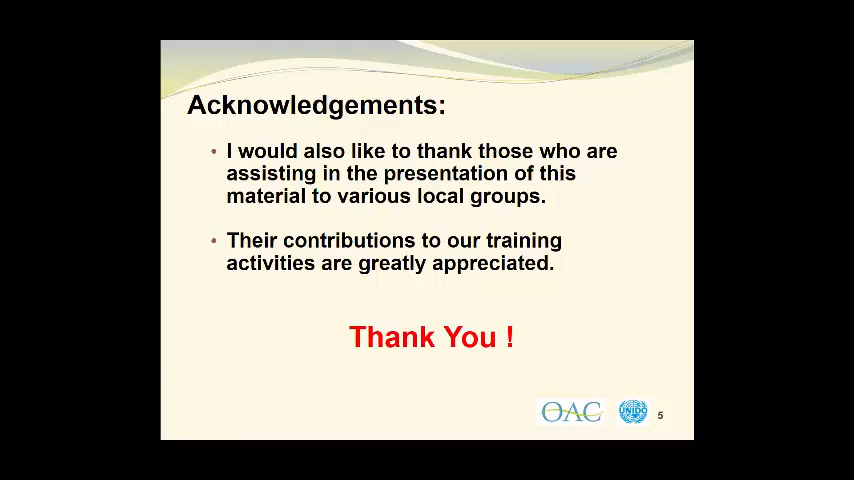 Acknowledgements:
• I would also like to thank those who are
assisting in the presentation of this
material to various local groups.
• Their contributions to our training
activities are greatly appreciated.
Thank You !
OAC
UNIDO
5